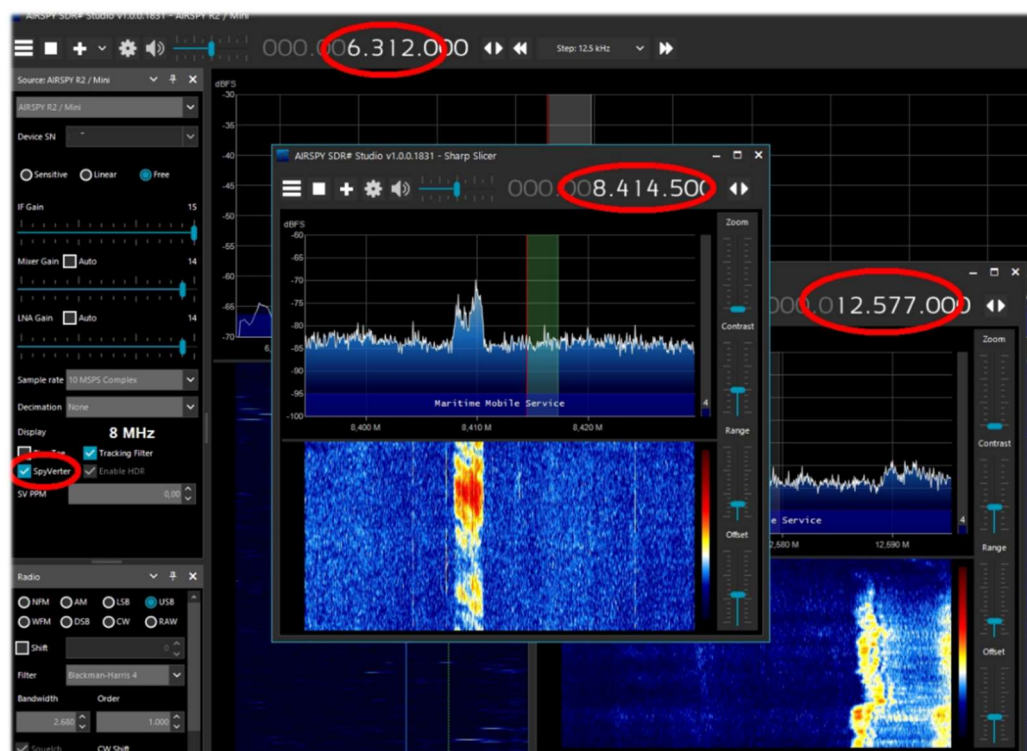 AIRSPY SDR# Studio v1.0.0.1831 - AIRSPY R2 / Mini
000.006.312.000
Step: 12.5 kHz
Source: AIRSPY R2 / Mini
AIRSPY R2 / Mini
Device SN
Sensitive Linear Free
IF Gain 15
Mixer Gain Auto 14
LNA Gain Auto 14
Sample rate 10 MSPS Complex
Decimation None
Display 8 MHz
Tracking Filter
SpyVerter Enable HDR
SV PPM 0,00
Radio
NFM AM LSB USB
WFM DSB CW RAW
Shift 0
Filter Blackman-Harris 4
Bandwidth Order
2.680 1.000
Squelch CW Shift
dBFS
-30
-35
-40
-45
-50
-55
-60
-65
-70
AIRSPY SDR# Studio v1.0.0.1831 - Sharp Slicer
000.008.414.500
dBFS
-60
-65
-70
-75
-80
-85
-90
-95
-100
Maritime Mobile Service
4
8,400 M 8,410 M 8,420 M
Zoom
Contrast
Range
Offset
000.012.577.000
Zoom
Contrast
Range
Offset
e Service
4
2,580 M 12,590 M